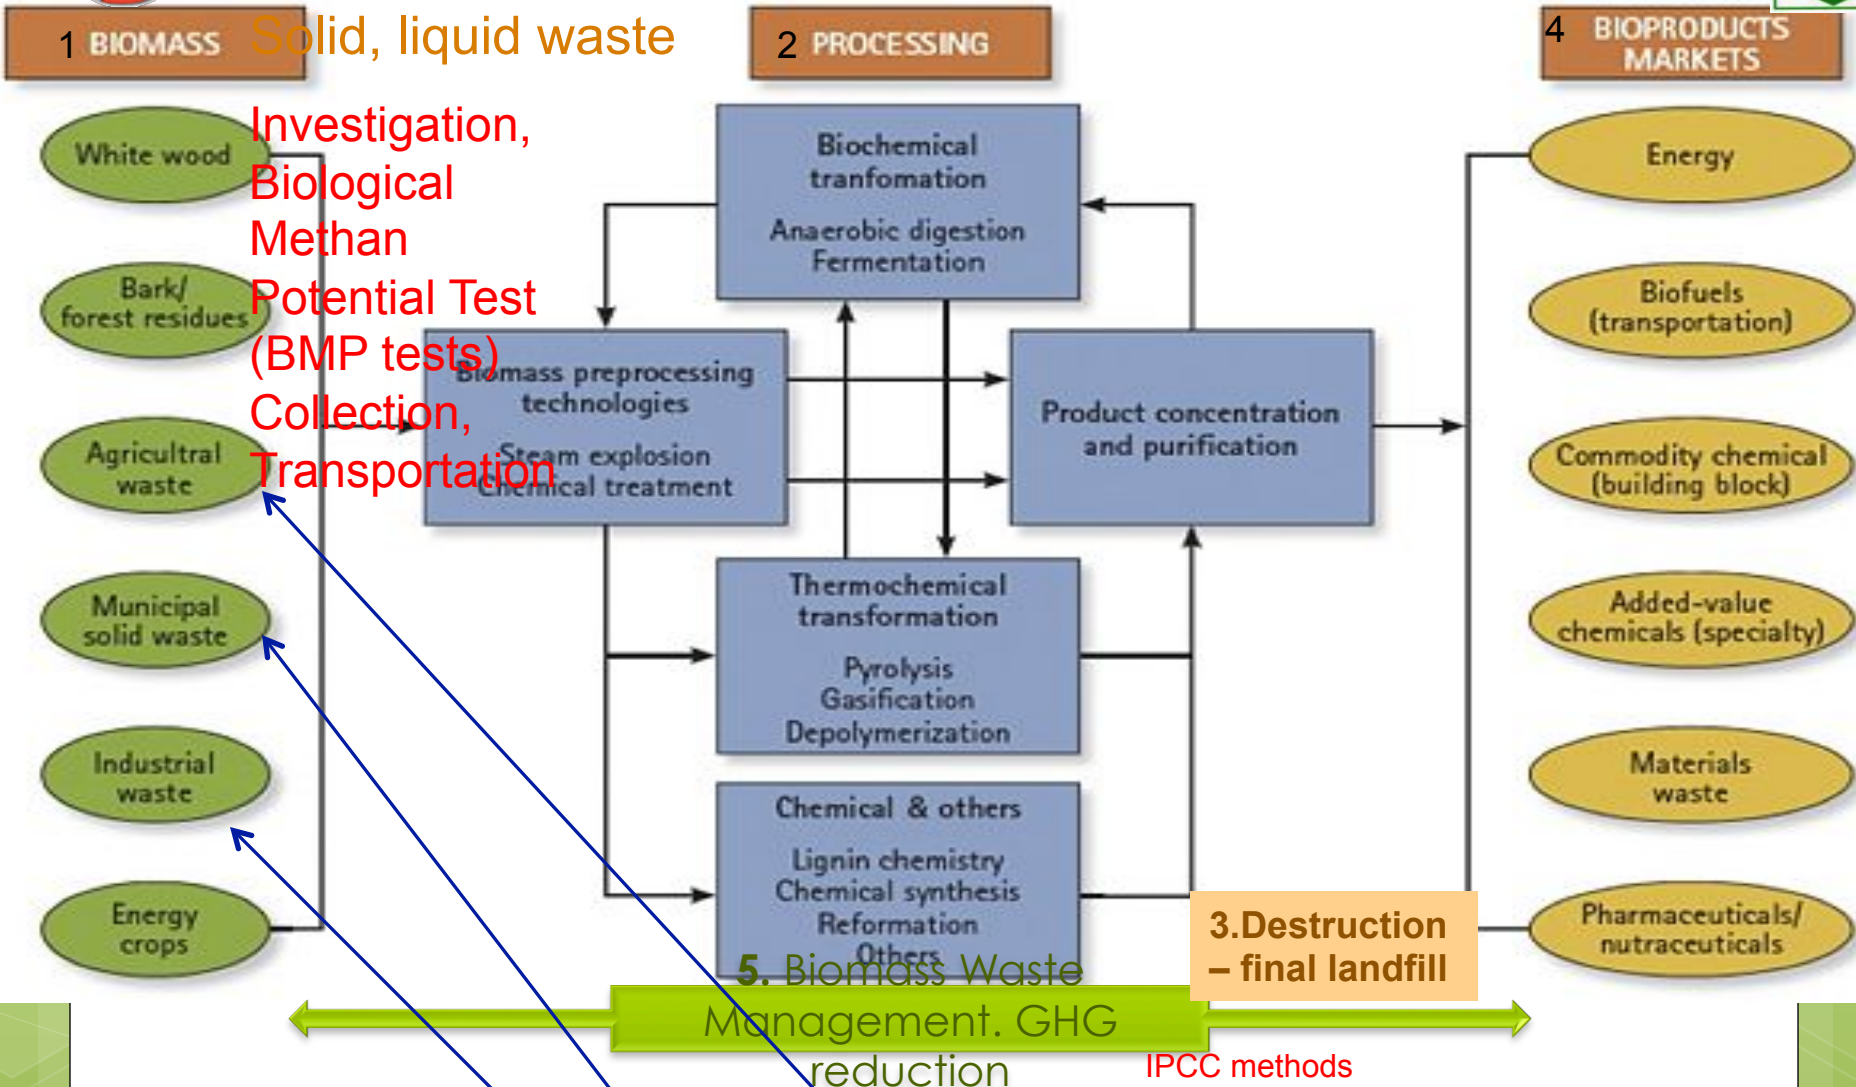 1 BIOMASS
Solid, liquid waste
2 PROCESSING
4 BIOPRODUCTS
MARKETS
White wood
Bark/
forest residues
Agricultral
waste
Municipal
solid waste
Industrial
waste
Energy
crops
Investigation,
Biological
Methan
Potential Test
(BMP tests)
Collection,
Transportation
Biochemical
tranfomation
Anaerobic digestion
Fermentation
Biomass preprocessing
technologies
Steam explosion
Chemical treatment
Product concentration
and purification
Thermochemical
transformation
Pyrolysis
Gasification
Depolymerization
Chemical & others
Lignin chemistry
Chemical synthesis
Reformation
Others
3.Destruction
– final landfill
5. Biomass Waste
Management. GHG
reduction
IPCC methods
Energy
Biofuels
(transportation)
Commodity chemical
(building block)
Added-value
chemicals (specialty)
Materials
waste
Pharmaceuticals/
nutraceuticals